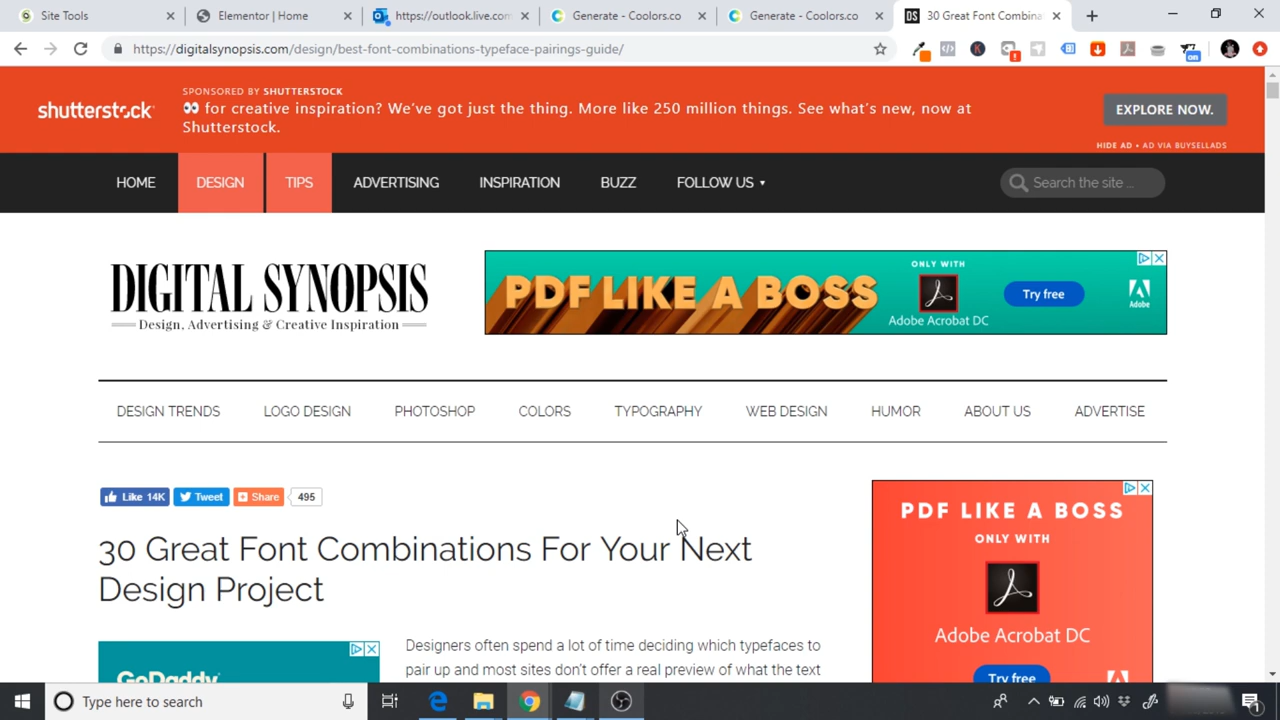 Site Tools
Elementor | Home
https://outlook.live.com
Generate - Coolors.co
Generate - Coolors.co
30 Great Font Combina
https://digitalsynopsis.com/design/best-font-combinations-typeface-pairings-guide/
on
shutterstock
SPONSORED BY SHUTTERSTOCK
👀 for creative inspiration? We've got just the thing. More like 250 million things. See what's new, now at
Shutterstock.
EXPLORE NOW.
HIDE AD • AD VIA BUYSELLADS
HOME DESIGN TIPS ADVERTISING INSPIRATION BUZZ FOLLOW US ▾
Search the site ...
DIGITAL SYNOPSIS
Design, Advertising & Creative Inspiration
PDF LIKE A BOSS
ONLY WITH
Adobe Acrobat DC
Try free
Adobe
DESIGN TRENDS LOGO DESIGN PHOTOSHOP COLORS TYPOGRAPHY WEB DESIGN HUMOR ABOUT US ADVERTISE
Like 14K Tweet Share 495
30 Great Font Combinations For Your Next
Design Project
GoDaddy
Designers often spend a lot of time deciding which typefaces to
pair up and most sites don't offer a real preview of what the text
PDF LIKE A BOSS
ONLY WITH
Adobe Acrobat DC
Try free
Type here to search
1